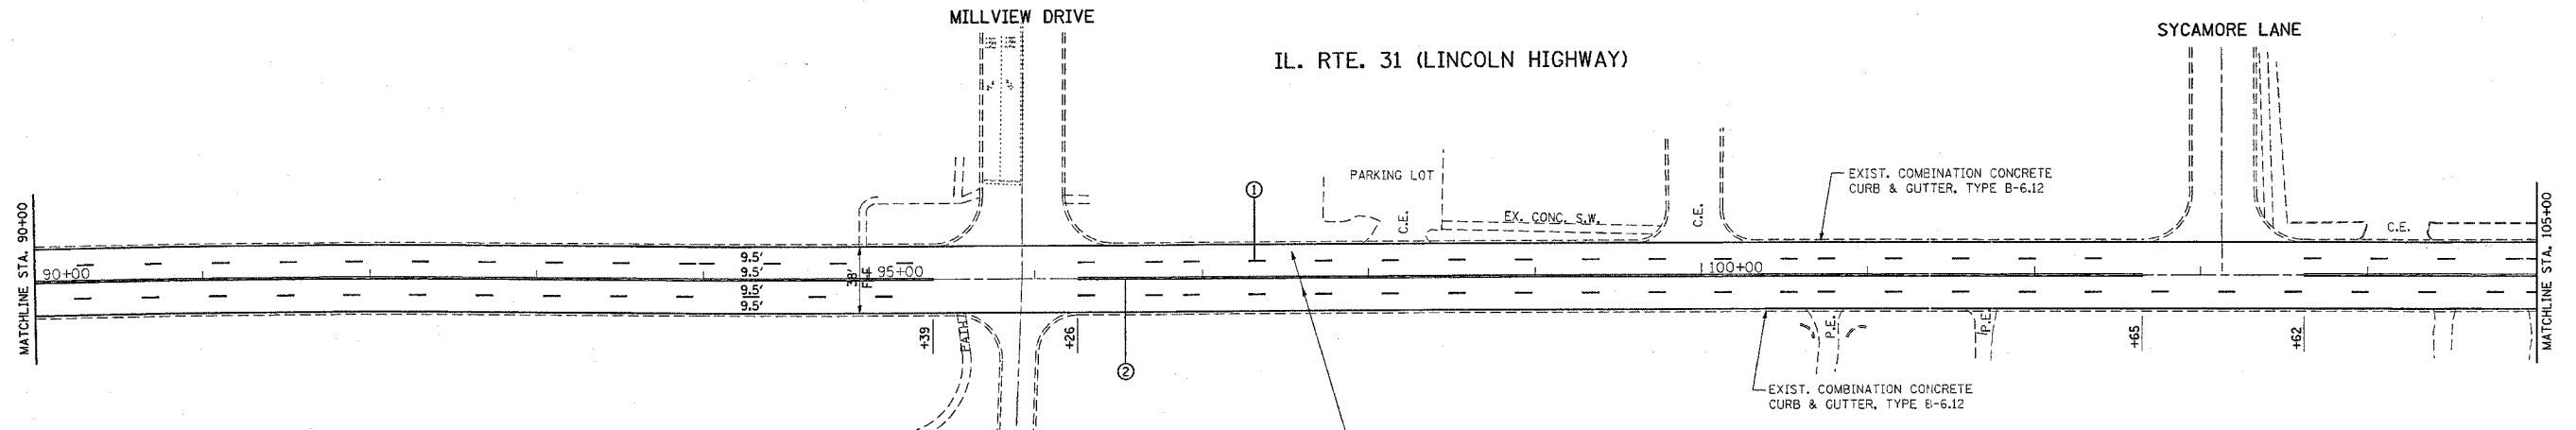 MILLVIEW DRIVE
SYCAMORE LANE
IL. RTE. 31 (LINCOLN HIGHWAY)
PARKING LOT
EXIST. COMBINATION CONCRETE
CURB & GUTTER, TYPE B-6.12
1
C.E.
EX. CONC. S.W.
C.E.
C.E.
MATCHLINE STA. 90+00
MATCHLINE STA. 105+00
9.5'
9.5'
9.5'
9.5'
38'
90+00
95+00
100+00
+39
PATH
+26
2
P.E.
P.E.
+65
+62
EXIST. COMBINATION CONCRETE
CURB & GUTTER, TYPE B-6.12